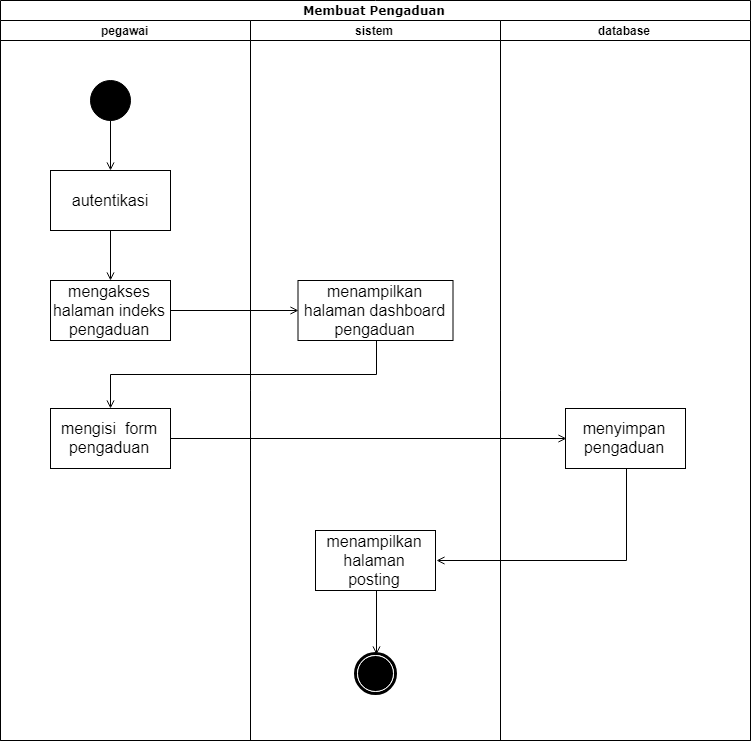 Membuat Pengaduan
pegawai
sistem
database
autentikasi
mengakses
halaman indeks
pengaduan
menampilkan
halaman dashboard
pengaduan
mengisi  form
pengaduan
menyimpan
pengaduan
menampilkan
halaman
posting